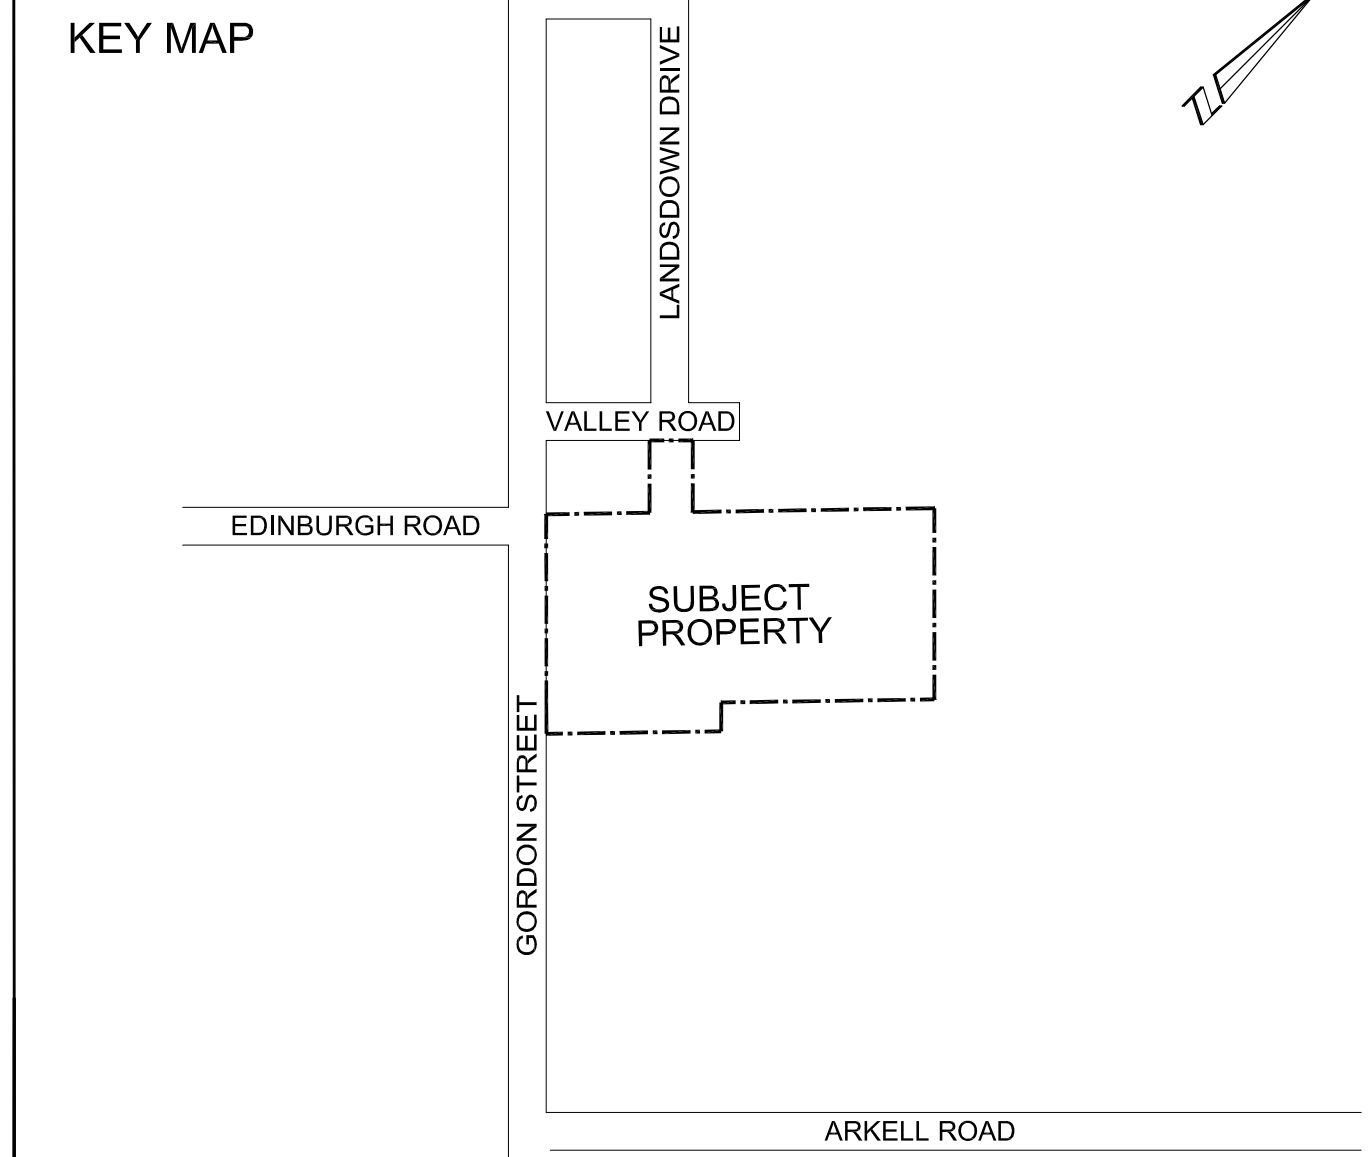 KEY MAP
LANDSDOWN DRIVE
VALLEY ROAD
EDINBURGH ROAD
SUBJECT
PROPERTY
GORDON STREET
ARKELL ROAD